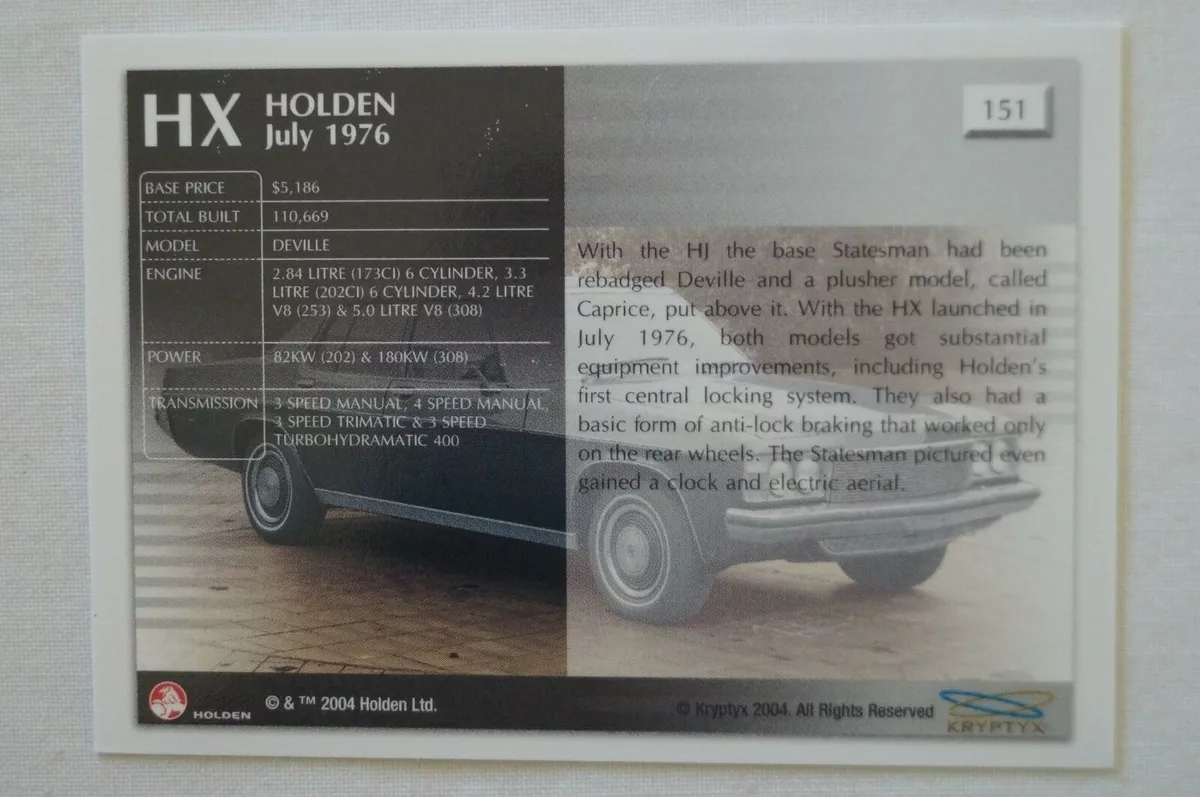 HX HOLDEN
July 1976
151
BASE PRICE $5,186
TOTAL BUILT 110,669
MODEL DEVILLE
ENGINE 2.84 LITRE (173CI) 6 CYLINDER, 3.3
LITRE (202CI) 6 CYLINDER, 4.2 LITRE
V8 (253) & 5.0 LITRE V8 (308)
POWER 82KW (202) & 180KW (308)
TRANSMISSION 3 SPEED MANUAL, 4 SPEED MANUAL,
3 SPEED TRIMATIC & 3 SPEED
TURBOHYDRAMATIC 400
With the HJ the base Statesman had been
rebadged Deville and a plusher model, called
Caprice, put above it. With the HX launched in
July 1976, both models got substantial
equipment improvements, including Holden's
first central locking system. They also had a
basic form of anti-lock braking that worked only
on the rear wheels. The Statesman pictured even
gained a clock and electric aerial.
HOLDEN
© & ™ 2004 Holden Ltd.
© Kryptyx 2004. All Rights Reserved
KRYPTYX